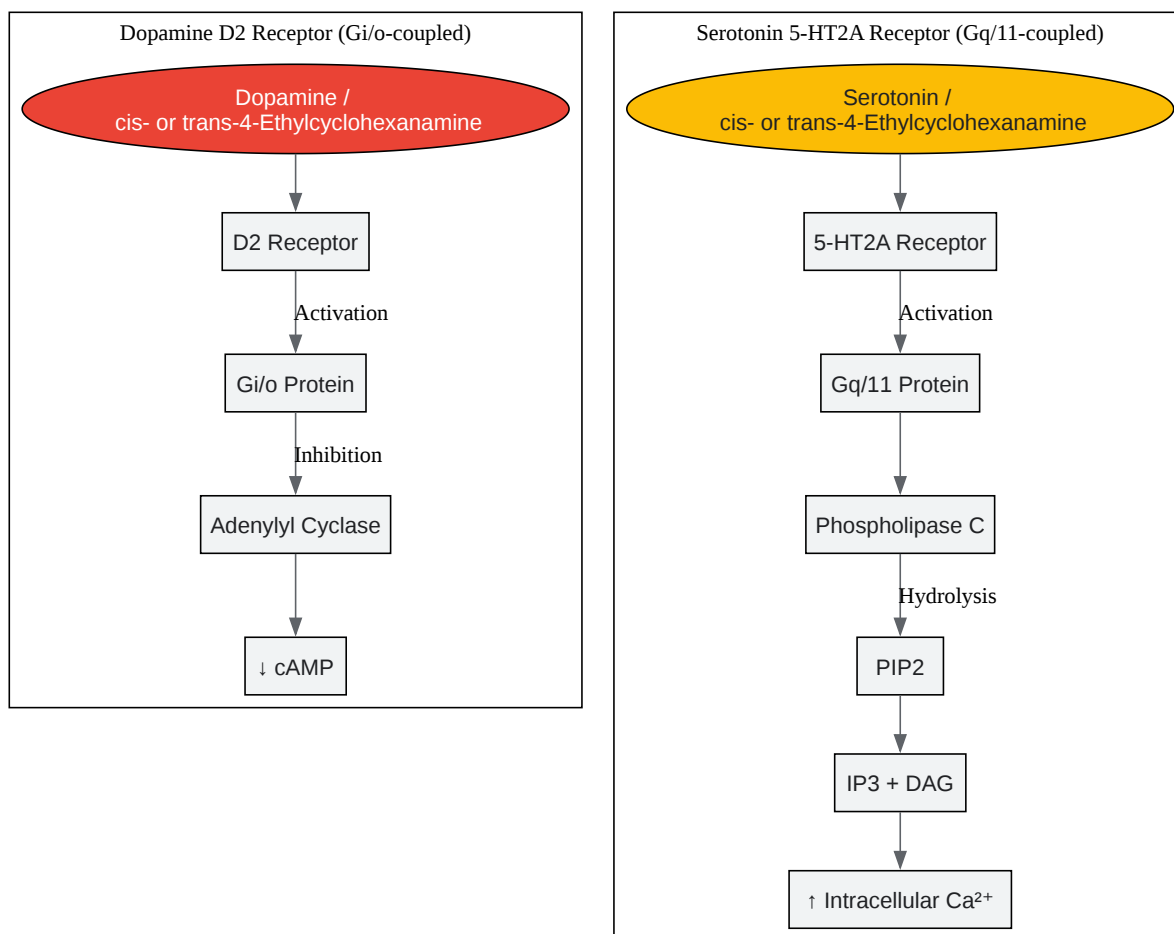 Dopamine D2 Receptor (Gi/o-coupled)
Dopamine /
cis- or trans-4-Ethylcyclohexanamine
D2 Receptor
Activation
Gi/o Protein
Inhibition
Adenylyl Cyclase
↓ cAMP
Serotonin 5-HT2A Receptor (Gq/11-coupled)
Serotonin /
cis- or trans-4-Ethylcyclohexanamine
5-HT2A Receptor
Activation
Gq/11 Protein
Phospholipase C
Hydrolysis
PIP2
IP3 + DAG
↑ Intracellular Ca²⁺